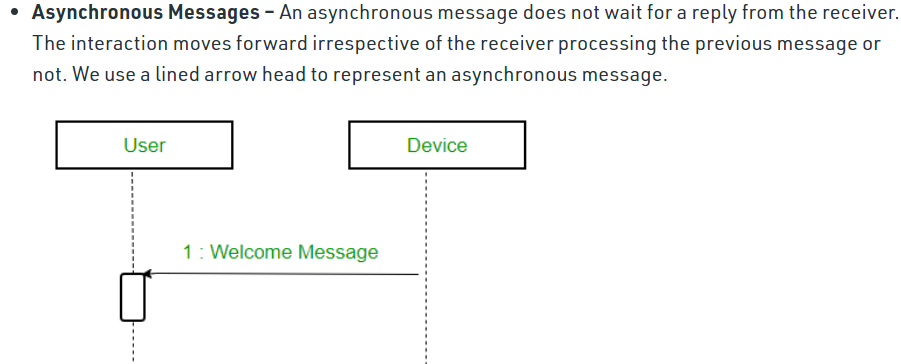 • Asynchronous Messages – An asynchronous message does not wait for a reply from the receiver.
The interaction moves forward irrespective of the receiver processing the previous message or
not. We use a lined arrow head to represent an asynchronous message.
User
Device
1 : Welcome Message